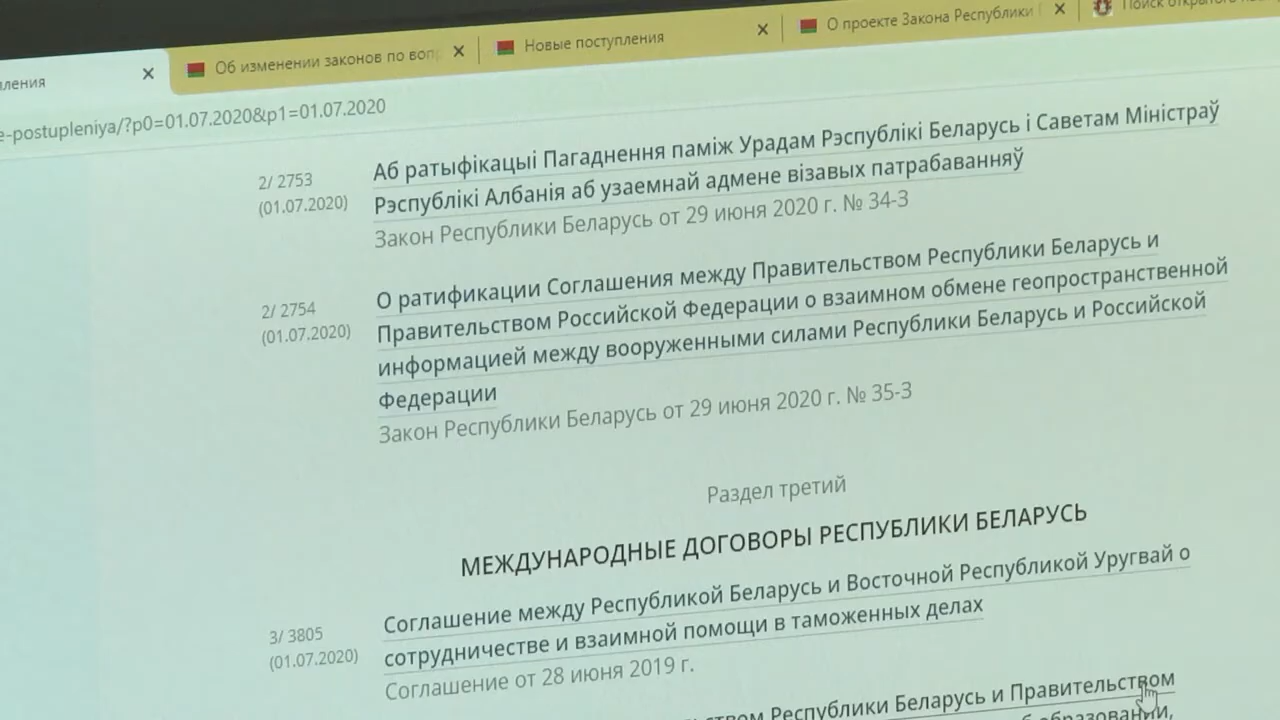 пления
Об изменении законов по воп
Новые поступления
О проекте Закона Республики
e-postupleniya/?p0=01.07.2020&p1=01.07.2020
2/ 2753
(01.07.2020)
Аб ратыфікацыі Пагаднення паміж Урадам Рэспублікі Беларусь і Саветам Міністраў
Рэспублікі Албанія аб узаемнай адмене візавых патрабаванняў
Закон Республики Беларусь от 29 июня 2020 г. № 34-З
2/ 2754
(01.07.2020)
О ратификации Соглашения между Правительством Республики Беларусь и
Правительством Российской Федерации о взаимном обмене геопространственной
информацией между вооруженными силами Республики Беларусь и Российской
Федерации
Закон Республики Беларусь от 29 июня 2020 г. № 35-З
Раздел третий
МЕЖДУНАРОДНЫЕ ДОГОВОРЫ РЕСПУБЛИКИ БЕЛАРУСЬ
3/ 3805
(01.07.2020)
Соглашение между Республикой Беларусь и Восточной Республикой Уругвай о
сотрудничестве и взаимной помощи в таможенных делах
Соглашение от 28 июня 2019 г.
Республики Беларусь и Правительством
образовании,